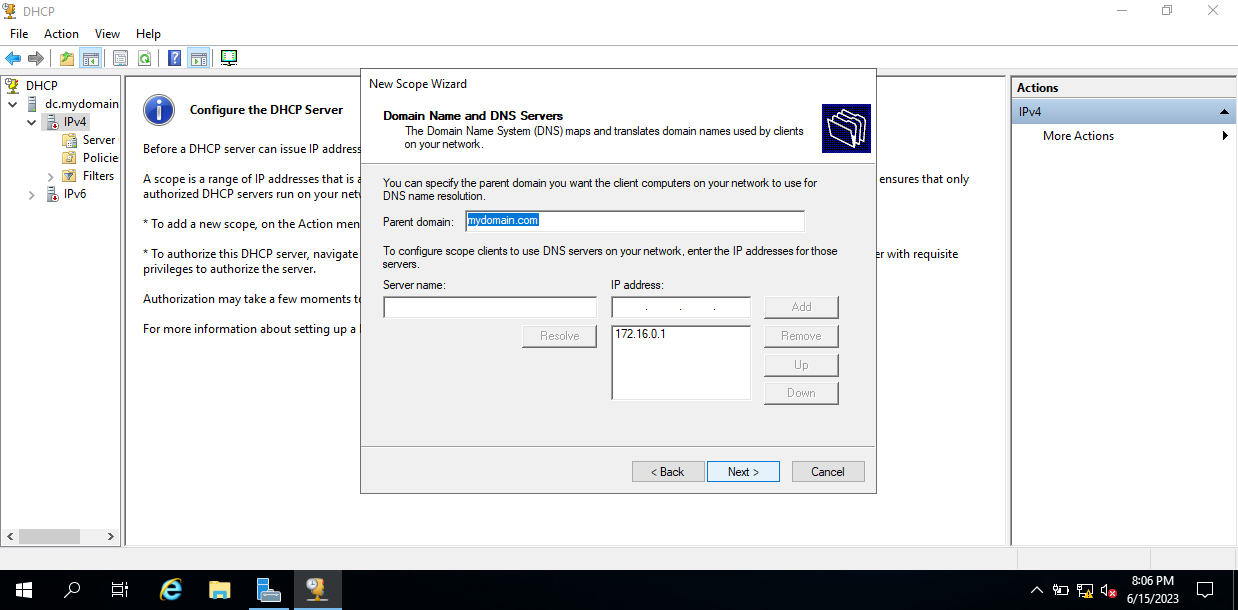 DHCP
File Action View Help
DHCP
dc.mydomain
IPv4
Server
Policie
Filters
IPv6
Configure the DHCP Server
Before a DHCP server can issue IP address
A scope is a range of IP addresses that is a
ensures that only
authorized DHCP servers run on your netw
* To add a new scope, on the Action men
* To authorize this DHCP server, navigate
er with requisite
privileges to authorize the server.
Authorization may take a few moments to
For more information about setting up a
New Scope Wizard
Domain Name and DNS Servers
The Domain Name System (DNS) maps and translates domain names used by clients
on your network.
You can specify the parent domain you want the client computers on your network to use for
DNS name resolution.
Parent domain: mydomain.com
To configure scope clients to use DNS servers on your network, enter the IP addresses for those
servers.
Server name: IP address:
. . . Add
Resolve 172.16.0.1 Remove
Up
Down
< Back Next > Cancel
Actions
IPv4
More Actions
8:06 PM
6/15/2023